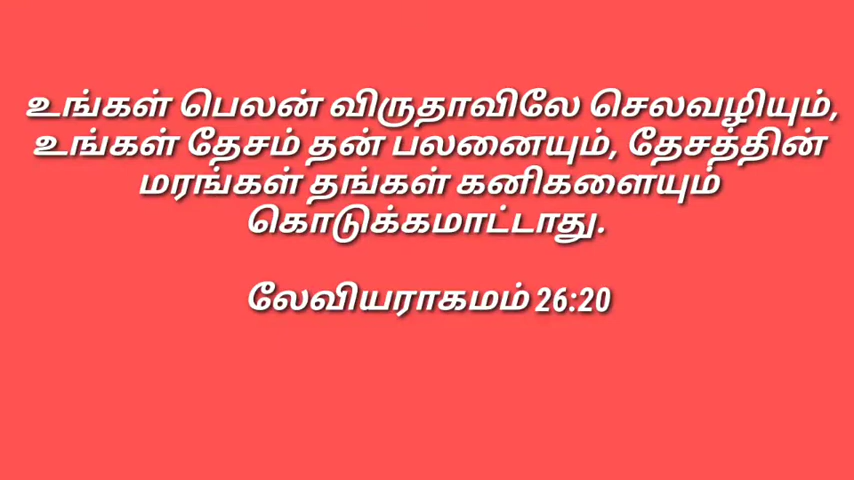 உங்கள் பெலன் விருதாவிலே செலவழியும்,
உங்கள் தேசம் தன் பலனையும், தேசத்தின்
மரங்கள் தங்கள் கனிகளையும்
கொடுக்கமாட்டாது.
லேவியராகமம் 26:20